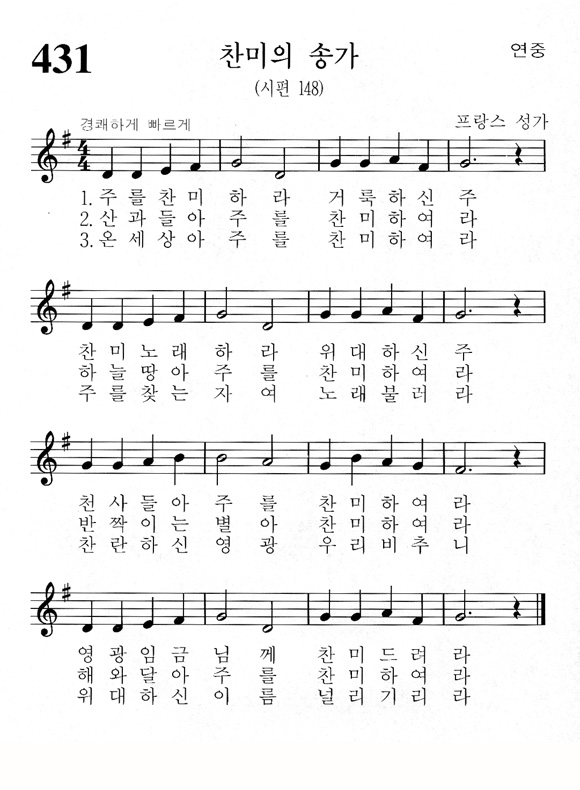 431 찬미의 송가 연중
(시편 148)
경쾌하게 빠르게 프랑스 성가
1. 주 를 찬 미 하 라 거 룩 하 신 주
2. 산 과 들 아 주 를 찬 미 하 여 라
3. 온 세 상 아 주 를 찬 미 하 여 라
찬 미 노 래 하 라 위 대 하 신 주
하 늘 땅 아 주 를 찬 미 하 여 라
주 를 찾 는 자 여 노 래 불 러 라
천 사 들 아 주 를 찬 미 하 여 라
반 짝 이 는 별 아 찬 미 하 여 라
찬 란 하 신 영 광 우 리 비 추 니
영 광 임 금 님 께 찬 미 드 려 라
해 와 달 아 주 를 찬 미 하 여 라
위 대 하 신 이 름 널 리 기 리 라